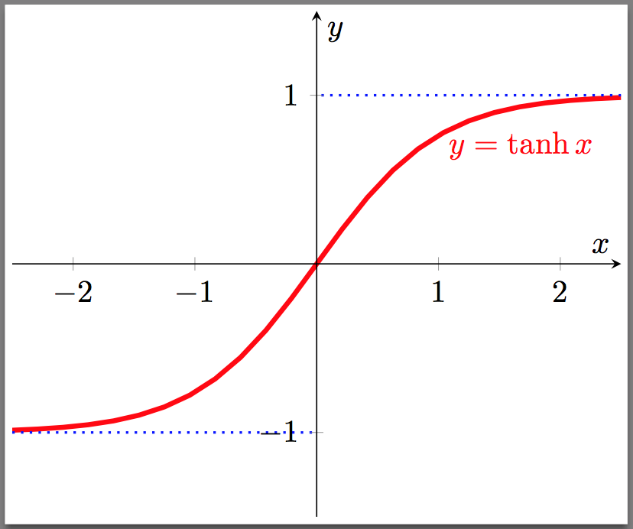 y
1
y = tanh x
x
−2 −1 1 2
−1